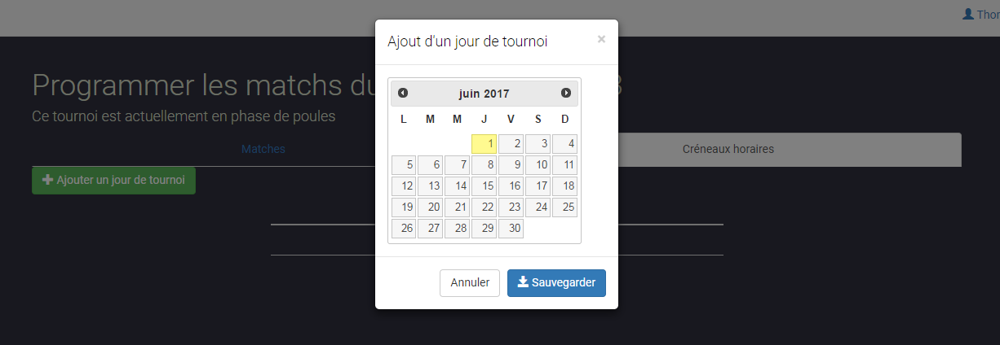 Ajout d'un jour de tournoi ×
Programmer les matchs du
Ce tournoi est actuellement en phase de poules
Matches
Créneaux horaires
Ajouter un jour de tournoi
juin 2017
L M M J V S D
1 2 3 4
5 6 7 8 9 10 11
12 13 14 15 16 17 18
19 20 21 22 23 24 25
26 27 28 29 30
Annuler Sauvegarder